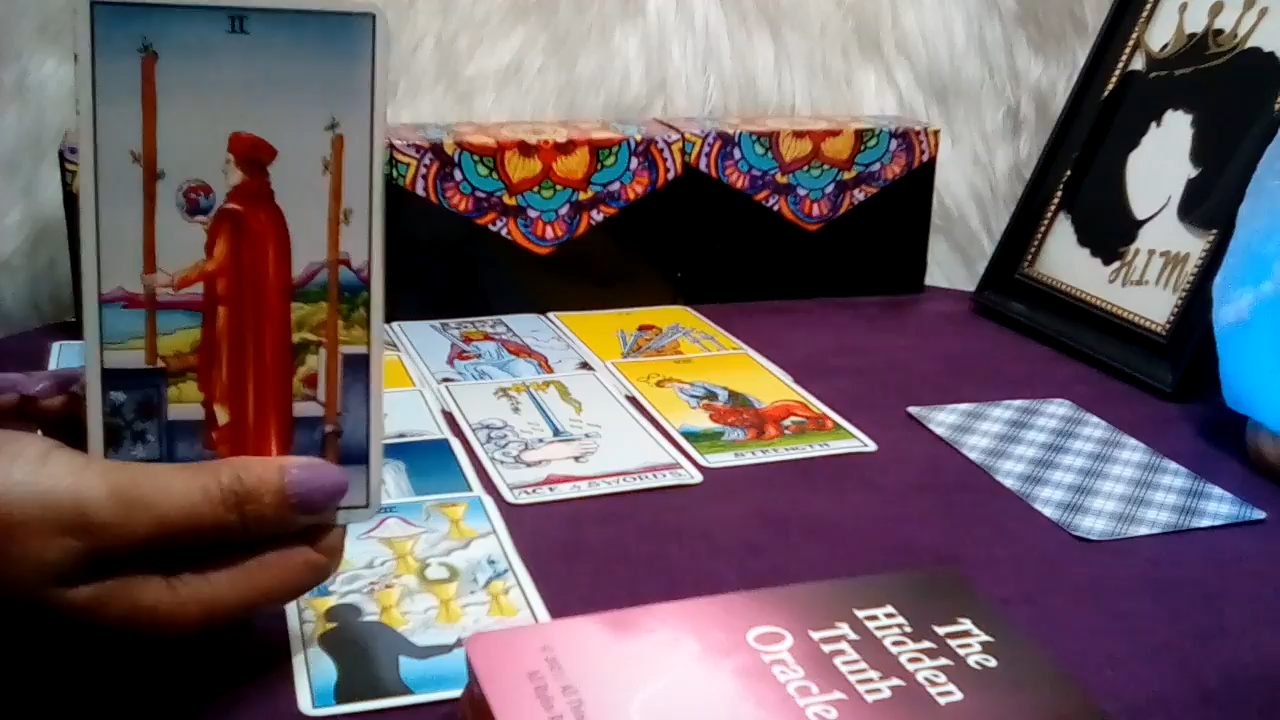 II
H.I.M.
ACE of SWORDS.
STRENGTH.
The
Hidden
Truth
Oracle